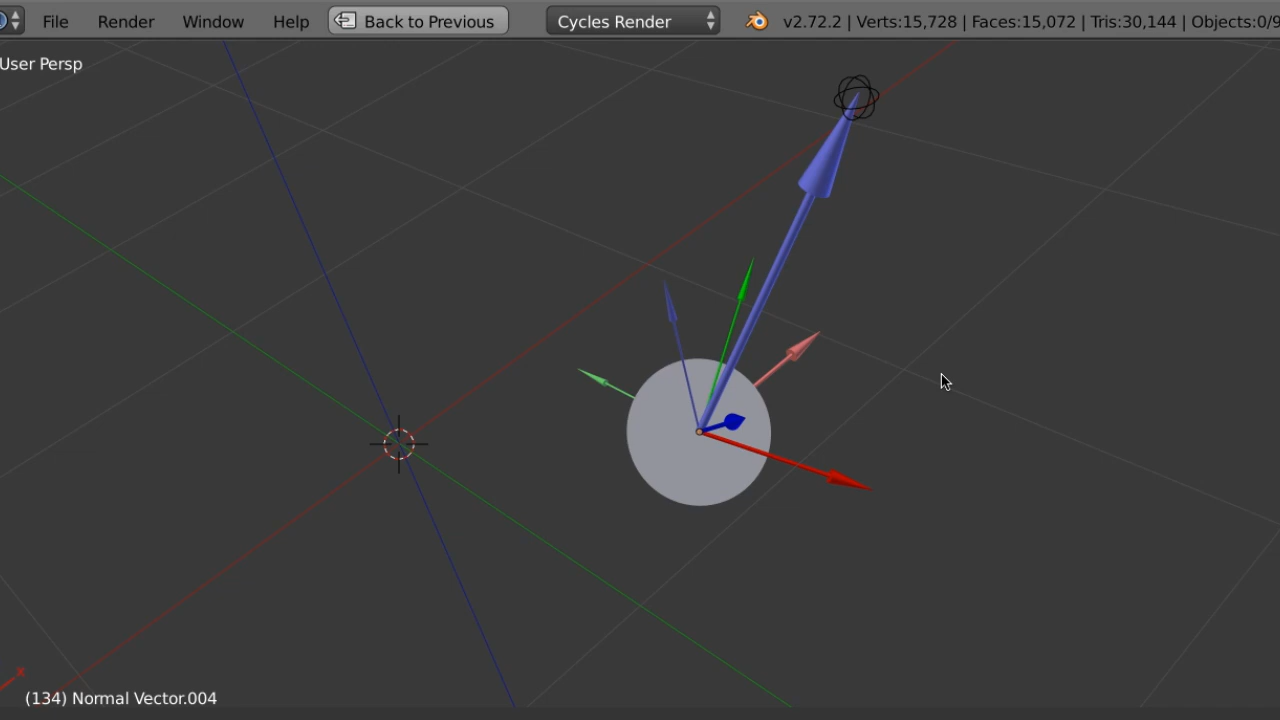 File Render Window Help Back to Previous Cycles Render v2.72.2 | Verts:15,728 | Faces:15,072 | Tris:30,144 | Objects:0/9
User Persp
x
(134) Normal Vector.004